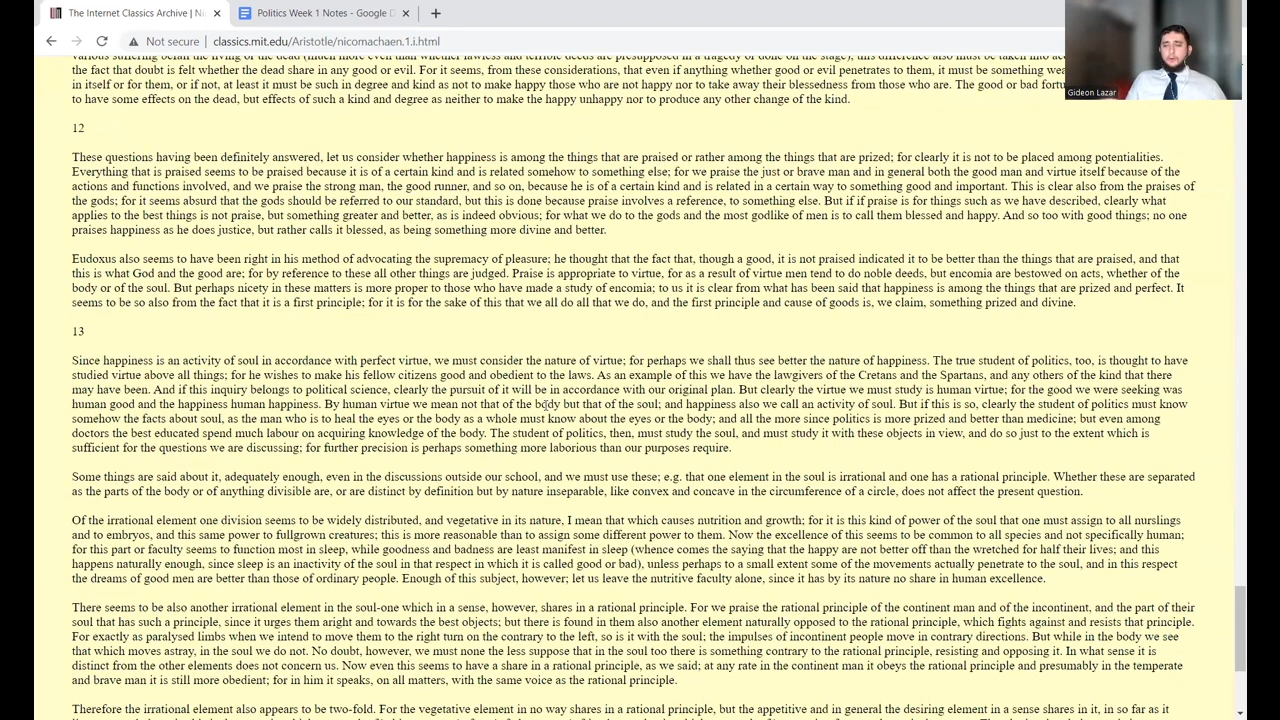 The Internet Classics Archive | Ni
Politics Week 1 Notes - Google D
Not secure
classics.mit.edu/Aristotle/nicomachaen.1.i.html
Gideon Lazar
the fact that doubt is felt whether the dead share in any good or evil. For it seems, from these considerations, that even if anything whether good or evil penetrates to them, it must be something wea
in itself or for them, or if not, at least it must be such in degree and kind as not to make happy those who are not happy nor to take away their blessedness from those who are. The good or bad fortu
to have some effects on the dead, but effects of such a kind and degree as neither to make the happy unhappy nor to produce any other change of the kind.
12
These questions having been definitely answered, let us consider whether happiness is among the things that are praised or rather among the things that are prized; for clearly it is not to be placed among potentialities.
Everything that is praised seems to be praised because it is of a certain kind and is related somehow to something else; for we praise the just or brave man and in general both the good man and virtue itself because of the
actions and functions involved, and we praise the strong man, the good runner, and so on, because he is of a certain kind and is related in a certain way to something good and important. This is clear also from the praises of
the gods; for it seems absurd that the gods should be referred to our standard, but this is done because praise involves a reference, to something else. But if if praise is for things such as we have described, clearly what
applies to the best things is not praise, but something greater and better, as is indeed obvious; for what we do to the gods and the most godlike of men is to call them blessed and happy. And so too with good things; no one
praises happiness as he does justice, but rather calls it blessed, as being something more divine and better.
Eudoxus also seems to have been right in his method of advocating the supremacy of pleasure; he thought that the fact that, though a good, it is not praised indicated it to be better than the things that are praised, and that
this is what God and the good are; for by reference to these all other things are judged. Praise is appropriate to virtue, for as a result of virtue men tend to do noble deeds, but encomia are bestowed on acts, whether of the
body or of the soul. But perhaps nicety in these matters is more proper to those who have made a study of encomia; to us it is clear from what has been said that happiness is among the things that are prized and perfect. It
seems to be so also from the fact that it is a first principle; for it is for the sake of this that we all do all that we do, and the first principle and cause of goods is, we claim, something prized and divine.
13
Since happiness is an activity of soul in accordance with perfect virtue, we must consider the nature of virtue; for perhaps we shall thus see better the nature of happiness. The true student of politics, too, is thought to have
studied virtue above all things; for he wishes to make his fellow citizens good and obedient to the laws. As an example of this we have the lawgivers of the Cretans and the Spartans, and any others of the kind that there
may have been. And if this inquiry belongs to political science, clearly the pursuit of it will be in accordance with our original plan. But clearly the virtue we must study is human virtue; for the good we were seeking was
human good and the happiness human happiness. By human virtue we mean not that of the body but that of the soul; and happiness also we call an activity of soul. But if this is so, clearly the student of politics must know
somehow the facts about soul, as the man who is to heal the eyes or the body as a whole must know about the eyes or the body; and all the more since politics is more prized and better than medicine; but even among
doctors the best educated spend much labour on acquiring knowledge of the body. The student of politics, then, must study the soul, and must study it with these objects in view, and do so just to the extent which is
sufficient for the questions we are discussing; for further precision is perhaps something more laborious than our purposes require.
Some things are said about it, adequately enough, even in the discussions outside our school, and we must use these; e.g. that one element in the soul is irrational and one has a rational principle. Whether these are separated
as the parts of the body or of anything divisible are, or are distinct by definition but by nature inseparable, like convex and concave in the circumference of a circle, does not affect the present question.
Of the irrational element one division seems to be widely distributed, and vegetative in its nature, I mean that which causes nutrition and growth; for it is this kind of power of the soul that one must assign to all nurslings
and to embryos, and this same power to fullgrown creatures; this is more reasonable than to assign some different power to them. Now the excellence of this seems to be common to all species and not specifically human;
for this part or faculty seems to function most in sleep, while goodness and badness are least manifest in sleep (whence comes the saying that the happy are not better off than the wretched for half their lives; and this
happens naturally enough, since sleep is an inactivity of the soul in that respect in which it is called good or bad), unless perhaps to a small extent some of the movements actually penetrate to the soul, and in this respect
the dreams of good men are better than those of ordinary people. Enough of this subject, however; let us leave the nutritive faculty alone, since it has by its nature no share in human excellence.
There seems to be also another irrational element in the soul-one which in a sense, however, shares in a rational principle. For we praise the rational principle of the continent man and of the incontinent, and the part of their
soul that has such a principle, since it urges them aright and towards the best objects; but there is found in them also another element naturally opposed to the rational principle, which fights against and resists that principle.
For exactly as paralysed limbs when we intend to move them to the right turn on the contrary to the left, so is it with the soul; the impulses of incontinent people move in contrary directions. But while in the body we see
that which moves astray, in the soul we do not. No doubt, however, we must none the less suppose that in the soul too there is something contrary to the rational principle, resisting and opposing it. In what sense it is
distinct from the other elements does not concern us. Now even this seems to have a share in a rational principle, as we said; at any rate in the continent man it obeys the rational principle and presumably in the temperate
and brave man it is still more obedient; for in him it speaks, on all matters, with the same voice as the rational principle.
Therefore the irrational element also appears to be two-fold. For the vegetative element in no way shares in a rational principle, but the appetitive and in general the desiring element in a sense shares in it, in so far as it